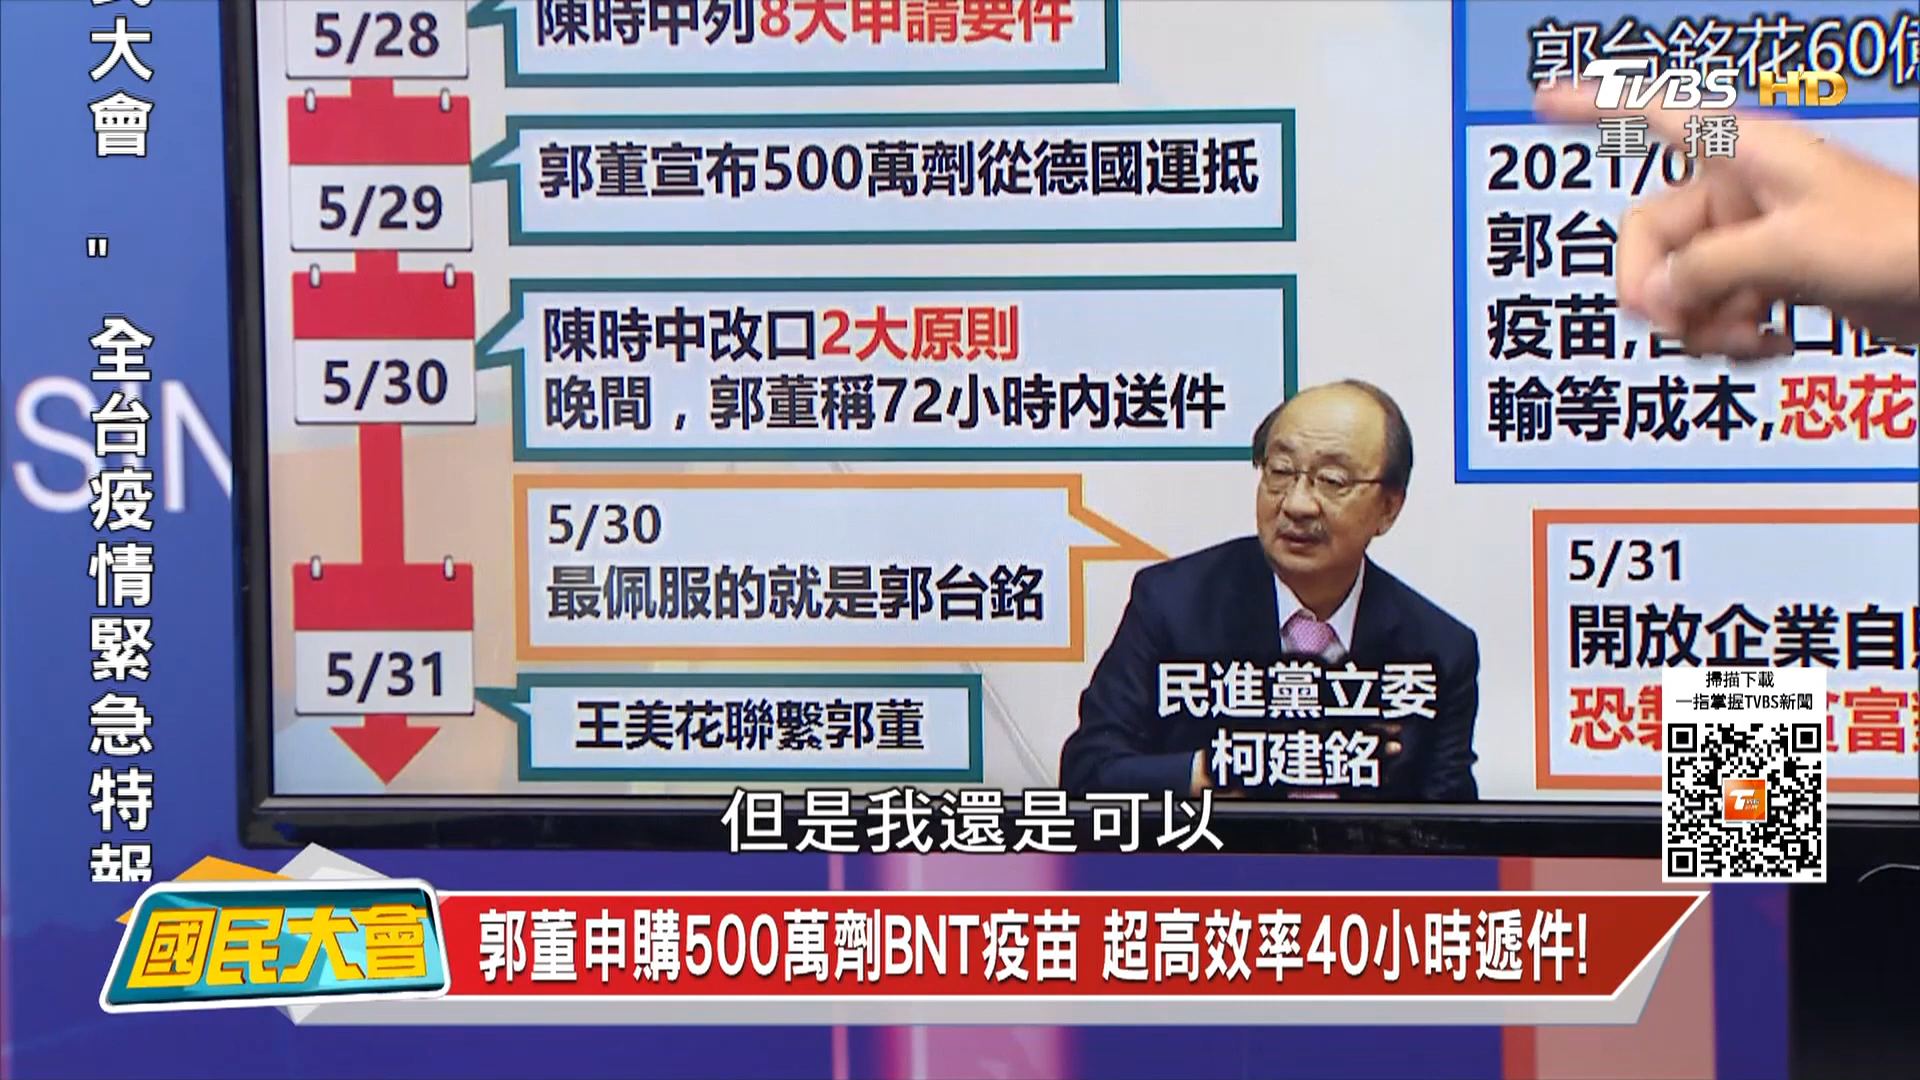 大會
"
全台疫情緊急特報
5/28
陳時中列8大申請要件
5/29
郭董宣布500萬劑從德國運抵
5/30
陳時中改口2大原則
晚間，郭董稱72小時內送件
5/30
最佩服的就是郭台銘
5/31
王美花聯繫郭董
民進黨立委
柯建銘
郭台銘花60億
TVBS HD
重播
2021/0
郭台
疫苗,
輸等成本,恐花
5/31
開放企業自
恐
富
掃描下載
一指掌握TVBS新聞
但是我還是可以
國民大會
郭董申購500萬劑BNT疫苗 超高效率40小時遞件!
SIN